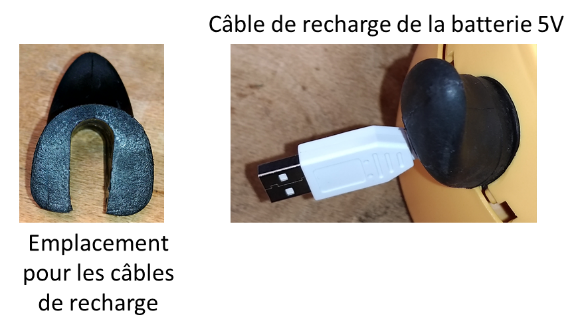 Câble de recharge de la batterie 5V
Emplacement
pour les câbles
de recharge